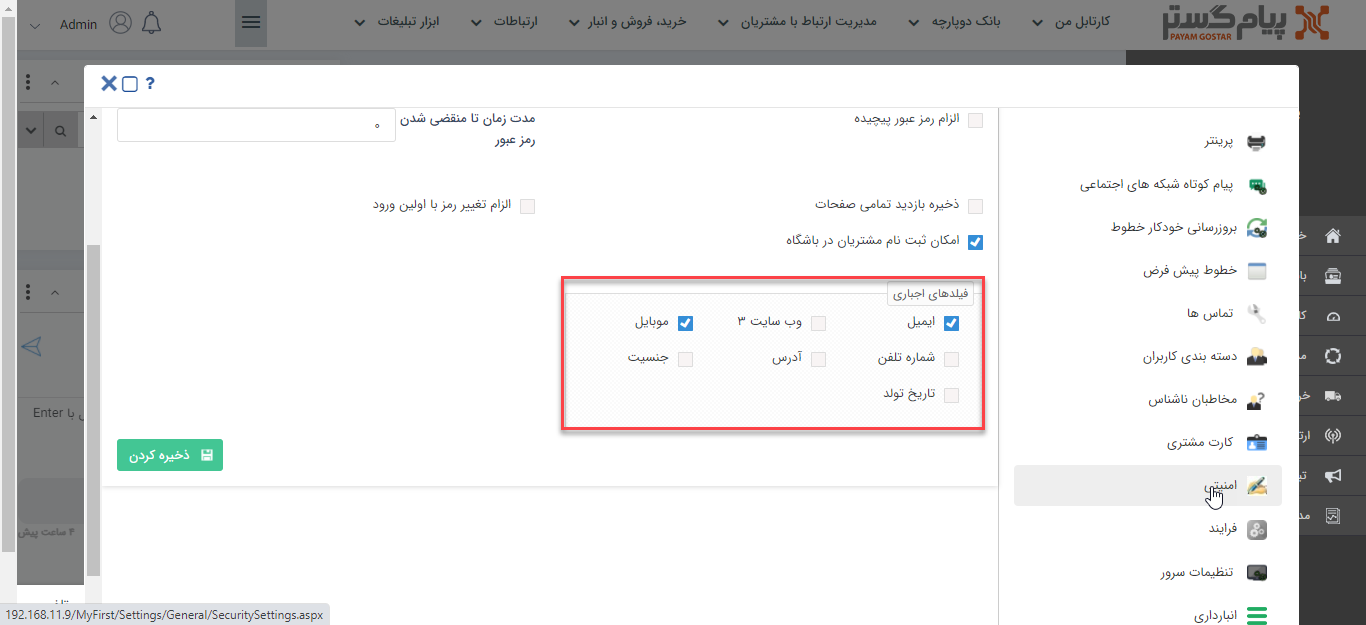 پیام گستر
PAYAM GOSTAR
کارتابل من
بانک دوپارچه
مدیریت ارتباط با مشتریان
خرید، فروش و انبار
ارتباطات
ابزار تبلیغات
Admin
?
پرینتر
پیام کوتاه شبکه های اجتماعی
بروزرسانی خودکار خطوط
خطوط پیش فرض
تماس ها
دسته بندی کاربران
مخاطبان ناشناس
کارت مشتری
امنیتی
فرایند
تنظیمات سرور
انبارداری
الزام رمز عبور پیچیده
مدت زمان تا منقضی شدن
رمز عبور
۰
ذخیره بازدید تمامی صفحات
الزام تغییر رمز با اولین ورود
امکان ثبت نام مشتریان در باشگاه
فیلدهای اجباری
ایمیل
وب سایت ۳
موبایل
شماره تلفن
آدرس
جنسیت
تاریخ تولد
ذخیره کردن
با Enter
۴ ساعت پیش
192.168.11.9/MyFirst/Settings/General/SecuritySettings.aspx